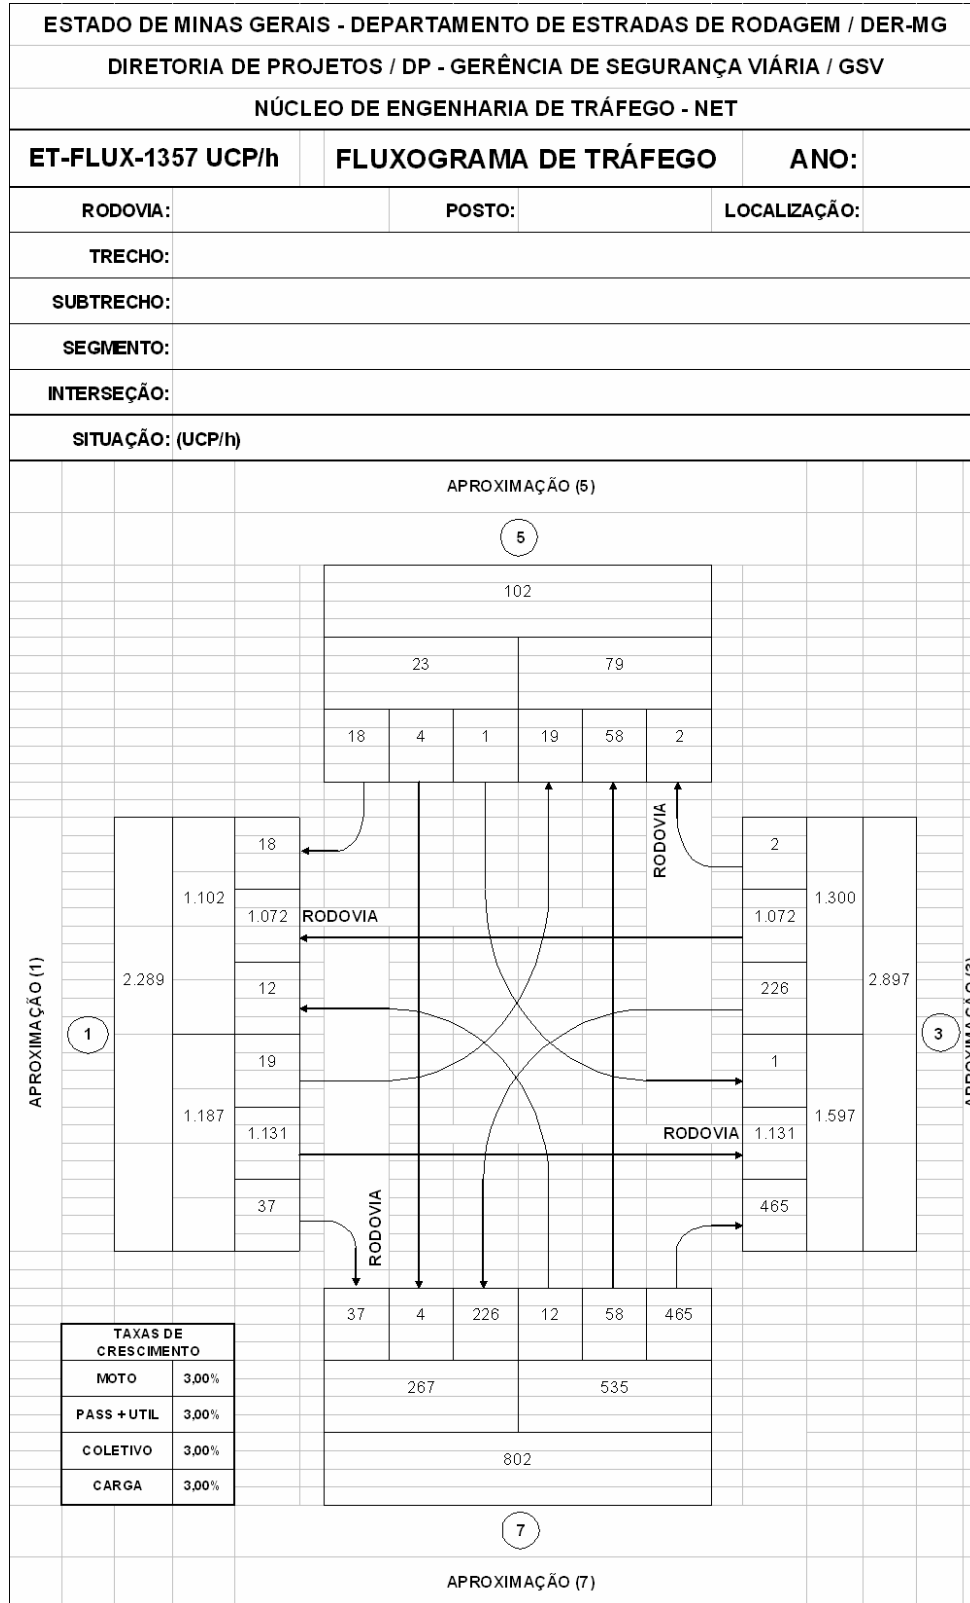 ESTADO DE MINAS GERAIS - DEPARTAMENTO DE ESTRADAS DE RODAGEM / DER-MG
DIRETORIA DE PROJETOS / DP - GERÊNCIA DE SEGURANÇA VIÁRIA / GSV
NÚCLEO DE ENGENHARIA DE TRÁFEGO - NET
ET-FLUX-1357 UCP/h FLUXOGRAMA DE TRÁFEGO ANO:
RODOVIA: POSTO: LOCALIZAÇÃO:
TRECHO:
SUBTRECHO:
SEGMENTO:
INTERSEÇÃO:
SITUAÇÃO: (UCP/h)
APROXIMAÇÃO (5)
5
102
23 79
18 4 1 19 58 2
RODOVIA
APROXIMAÇÃO (1)
1
2.289
1.102
1.187
18
1.072
12
19
1.131
37
RODOVIA
RODOVIA
2
1.072
226
1
1.131
465
1.300
1.597
2.897
3
APROXIMAÇÃO (3)
RODOVIA
37 4 226 12 58 465
267 535
802
7
APROXIMAÇÃO (7)
TAXAS DE
CRESCIMENTO
MOTO 3,00%
PASS + UTIL 3,00%
COLETIVO 3,00%
CARGA 3,00%